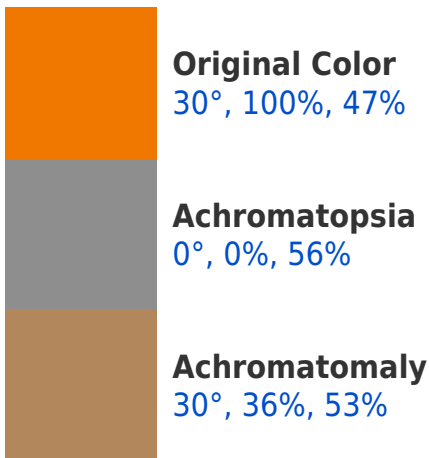 Original Color
30°, 100%, 47%
Achromatopsia
0°, 0%, 56%
Achromatomaly
30°, 36%, 53%